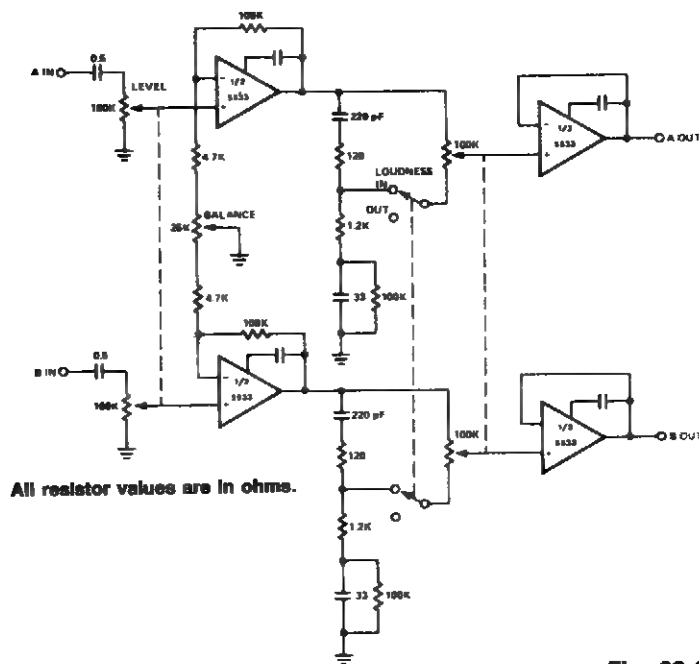 100K
A IN
0.5
LEVEL
100K
1/2
5533
4.7K
BALANCE
25K
4.7K
220 pF
120
LOUDNESS
IN
OUT
1.2K
33
100K
100K
1/2
5533
A OUT
B IN
0.5
100K
100K
1/2
5533
220 pF
120
1.2K
33
100K
100K
1/2
5533
B OUT
All resistor values are in ohms.